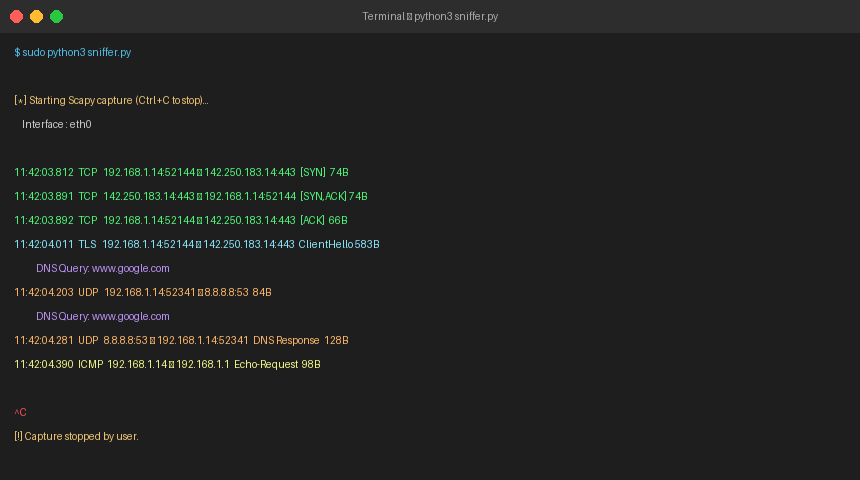 Terminal ▯ python3 sniffer.py
$ sudo python3 sniffer.py
[*] Starting Scapy capture (Ctrl+C to stop)...
Interface : eth0
11:42:03.812 TCP 192.168.1.14:52144 ▯ 142.250.183.14:443 [SYN] 74B
11:42:03.891 TCP 142.250.183.14:443 ▯ 192.168.1.14:52144 [SYN,ACK] 74B
11:42:03.892 TCP 192.168.1.14:52144 ▯ 142.250.183.14:443 [ACK] 66B
11:42:04.011 TLS 192.168.1.14:52144 ▯ 142.250.183.14:443 ClientHello 583B
DNS Query: www.google.com
11:42:04.203 UDP 192.168.1.14:52341 ▯ 8.8.8.8:53 84B
DNS Query: www.google.com
11:42:04.281 UDP 8.8.8.8:53 ▯ 192.168.1.14:52341 DNS Response 128B
11:42:04.390 ICMP 192.168.1.14 ▯ 192.168.1.1 Echo-Request 98B
^C
[!] Capture stopped by user.